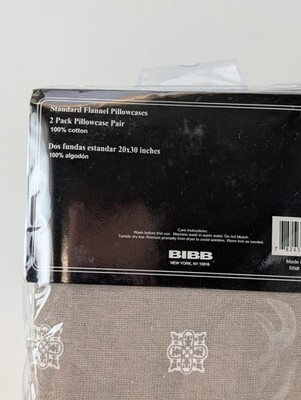 Standard Flannel Pillowcases
2 Pack Pillowcase Pair
100% cotton
Dos fundas estandar 20x30 inches
100% algodón
Care Instructions:
Wash before first use. Machine wash in warm water. Do not bleach.
Tumble dry low. Remove promptly from dryer to avoid wrinkles. Warm iron as needed.
BIBB
NEW YORK, NY 10016
Made
RN#